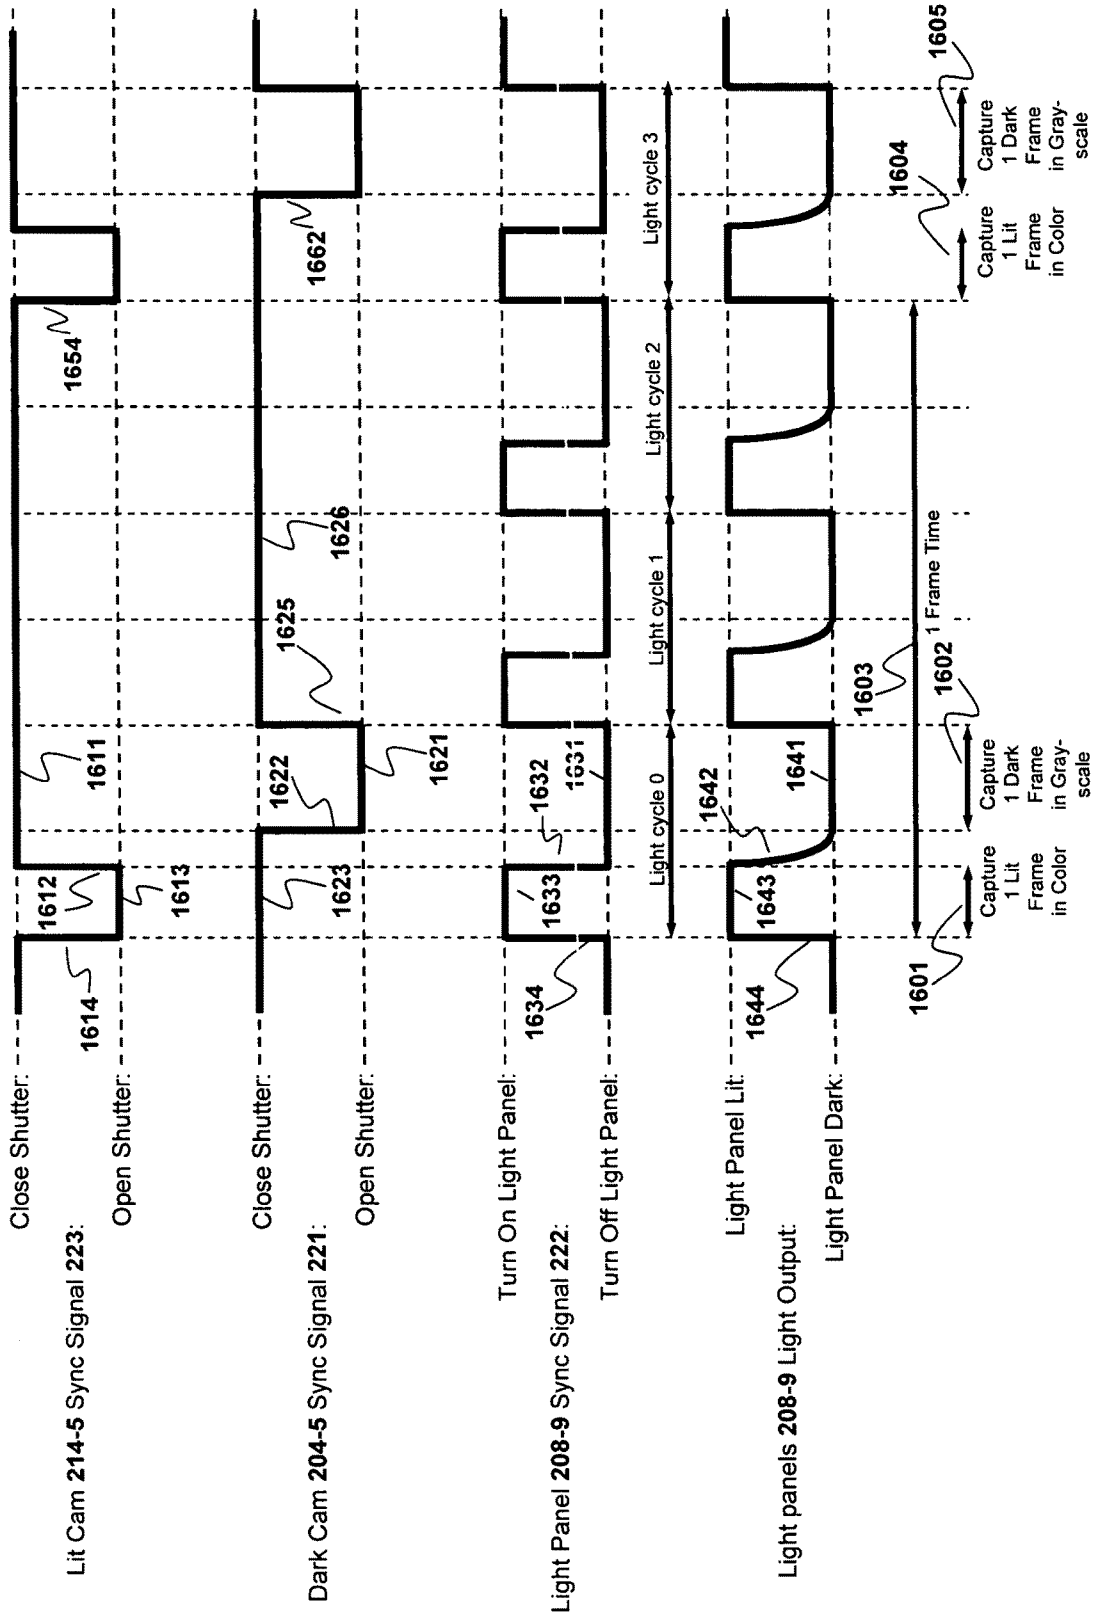 Lit Cam 214-5 Sync Signal 223:
Close Shutter:
Open Shutter:
1614
1612
1613
1611
1654
Dark Cam 204-5 Sync Signal 221:
Close Shutter:
Open Shutter:
1623
1622
1621
1625
1626
1662
Light Panel 208-9 Sync Signal 222:
Turn On Light Panel:
Turn Off Light Panel:
1634
1633
1632
1631
Light cycle 0
Light cycle 1
Light cycle 2
Light cycle 3
Light panels 208-9 Light Output:
Light Panel Lit:
Light Panel Dark:
1644
1643
1642
1641
1603
1 Frame Time
1601
Capture
1 Lit
Frame
in Color
1602
Capture
1 Dark
Frame
in Gray-
scale
1604
Capture
1 Lit
Frame
in Color
1605
Capture
1 Dark
Frame
in Gray-
scale